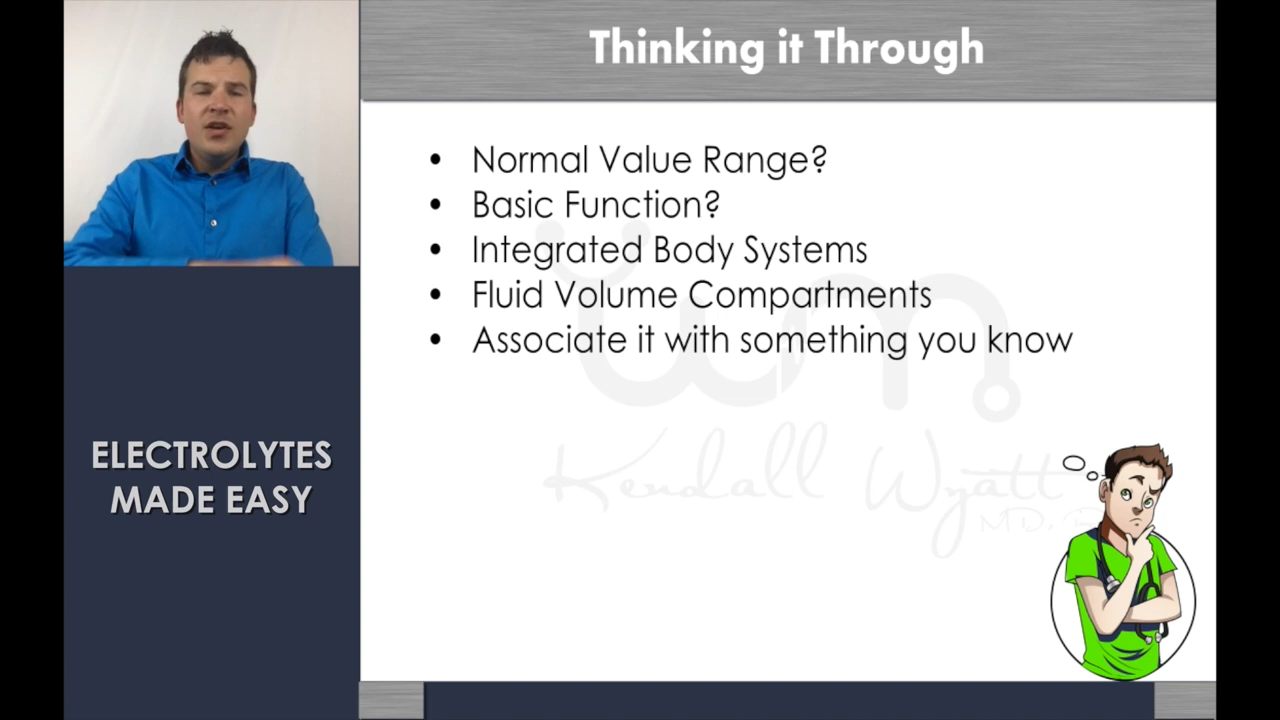 Thinking it Through
• Normal Value Range?
• Basic Function?
• Integrated Body Systems
• Fluid Volume Compartments
• Associate it with something you know
ELECTROLYTES
MADE EASY
Kendall Wyatt
MD,